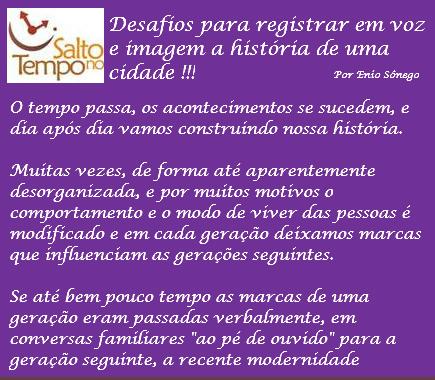 Salto
no
Tempo
Desafios para registrar em voz
e imagem a história de uma
cidade !!!
Por Enio Sônego
O tempo passa, os acontecimentos se sucedem, e
dia após dia vamos construindo nossa história.
Muitas vezes, de forma até aparentemente
desorganizada, e por muitos motivos o
comportamento e o modo de viver das pessoas é
modificado e em cada geração deixamos marcas
que influenciam as gerações seguintes.
Se até bem pouco tempo as marcas de uma
geração eram passadas verbalmente, em
conversas familiares "ao pé de ouvido" para a
geração seguinte, a recente modernidade